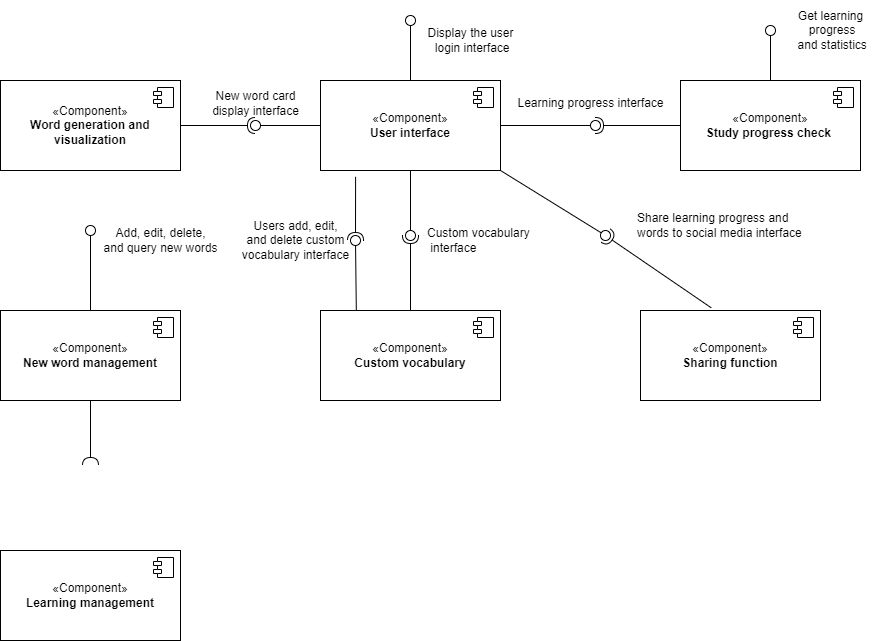 Display the user
login interface
Get learning
progress
and statistics
«Component»
Word generation and
visualization
New word card
display interface
«Component»
User interface
Learning progress interface
«Component»
Study progress check
Add, edit, delete,
and query new words
Users add, edit,
and delete custom
vocabulary interface
Custom vocabulary
interface
Share learning progress and
words to social media interface
«Component»
New word management
«Component»
Custom vocabulary
«Component»
Sharing function
«Component»
Learning management